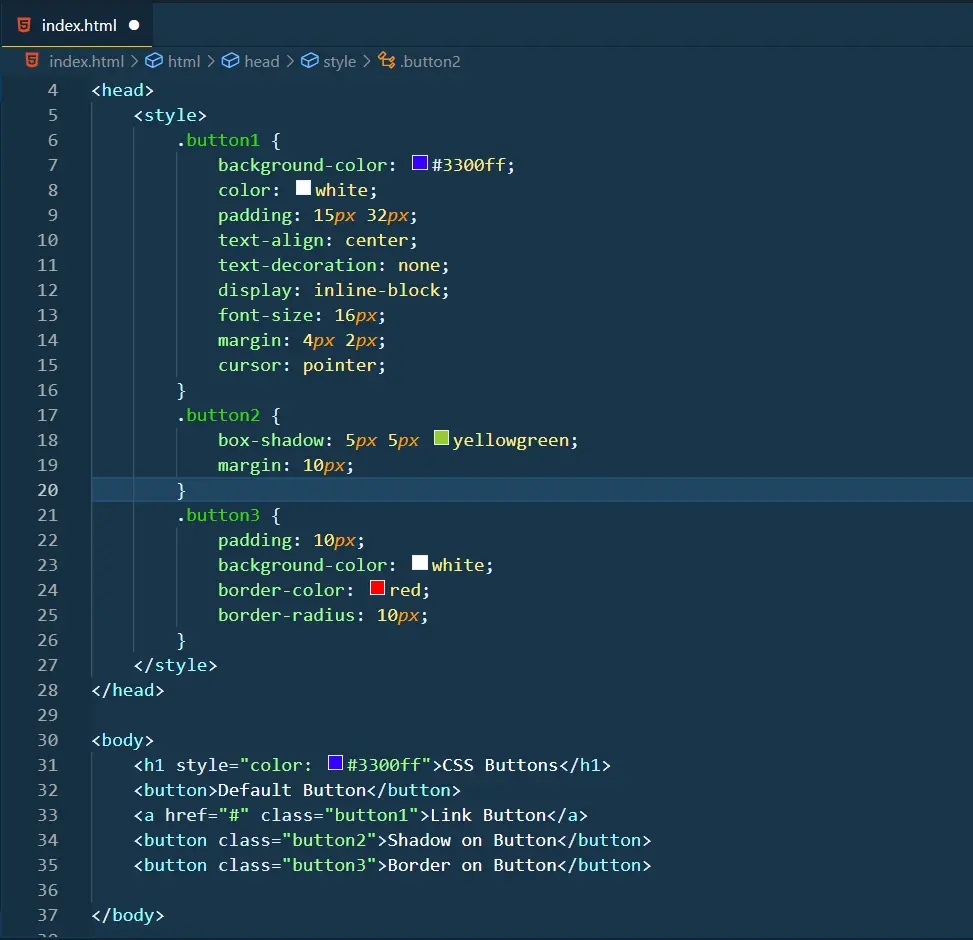 index.html
index.html > html > head > style > .button2
4 <head>
5     <style>
6         .button1 {
7             background-color: #3300ff;
8             color: white;
9             padding: 15px 32px;
10             text-align: center;
11             text-decoration: none;
12             display: inline-block;
13             font-size: 16px;
14             margin: 4px 2px;
15             cursor: pointer;
16         }
17         .button2 {
18             box-shadow: 5px 5px yellowgreen;
19             margin: 10px;
20         }
21         .button3 {
22             padding: 10px;
23             background-color: white;
24             border-color: red;
25             border-radius: 10px;
26         }
27     </style>
28 </head>
29
30 <body>
31     <h1 style="color: #3300ff">CSS Buttons</h1>
32     <button>Default Button</button>
33     <a href="#" class="button1">Link Button</a>
34     <button class="button2">Shadow on Button</button>
35     <button class="button3">Border on Button</button>
36
37 </body>